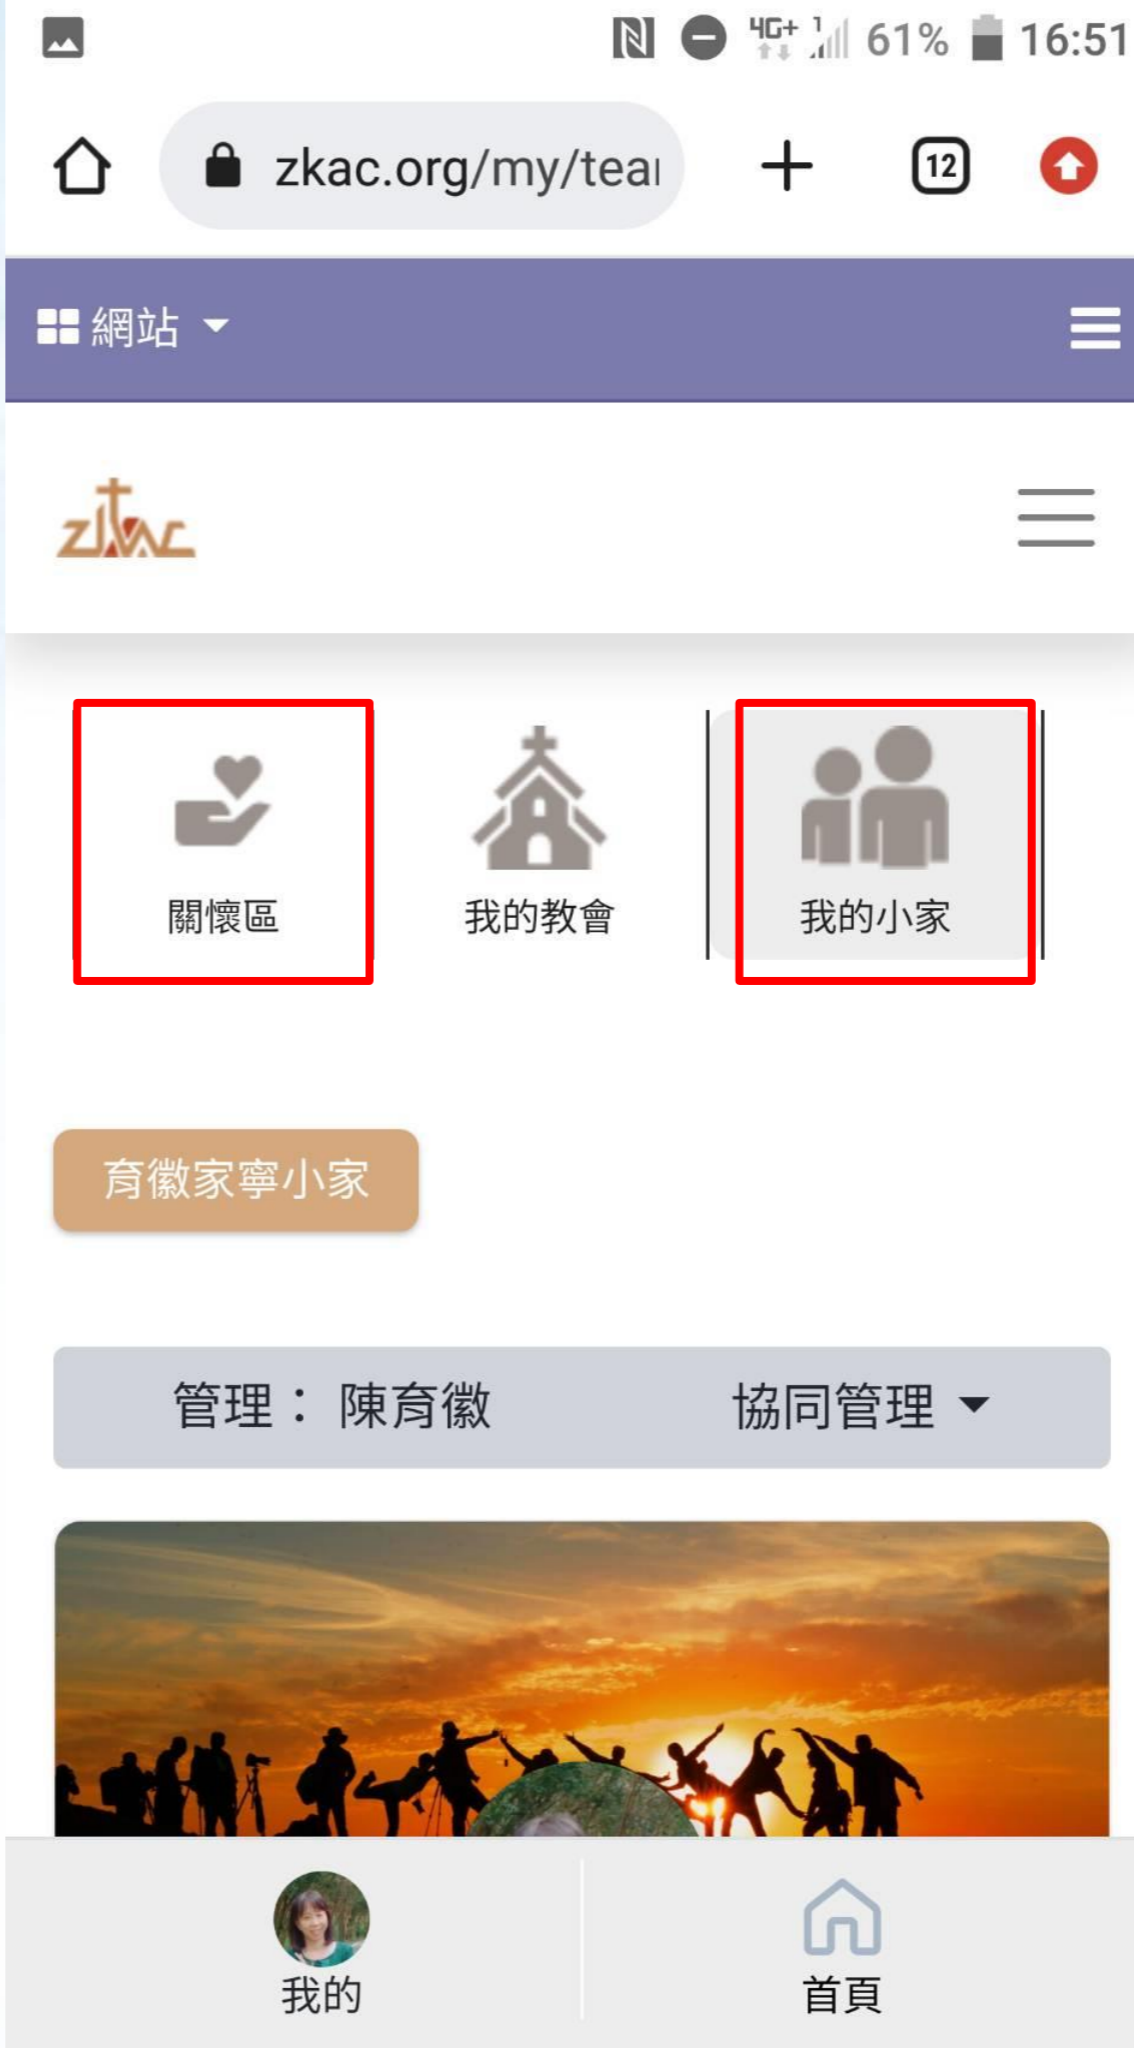 4G+ 1 61% 16:51
zkac.org/my/tea
12
網站
zkac
關懷區 我的教會 我的小家
育徽家寧小家
管理： 陳育徽 協同管理
我的 首頁